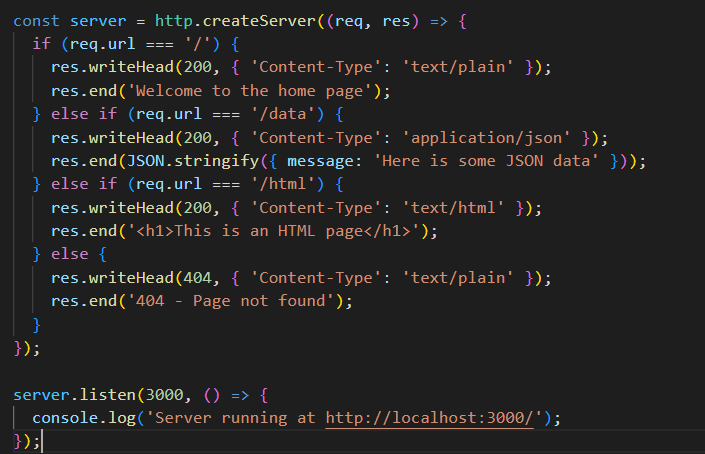 const server = http.createServer((req, res) => {
  if (req.url === '/') {
    res.writeHead(200, { 'Content-Type': 'text/plain' });
    res.end('Welcome to the home page');
  } else if (req.url === '/data') {
    res.writeHead(200, { 'Content-Type': 'application/json' });
    res.end(JSON.stringify({ message: 'Here is some JSON data' }));
  } else if (req.url === '/html') {
    res.writeHead(200, { 'Content-Type': 'text/html' });
    res.end('<h1>This is an HTML page</h1>');
  } else {
    res.writeHead(404, { 'Content-Type': 'text/plain' });
    res.end('404 - Page not found');
  }
});

server.listen(3000, () => {
  console.log('Server running at http://localhost:3000/');
});